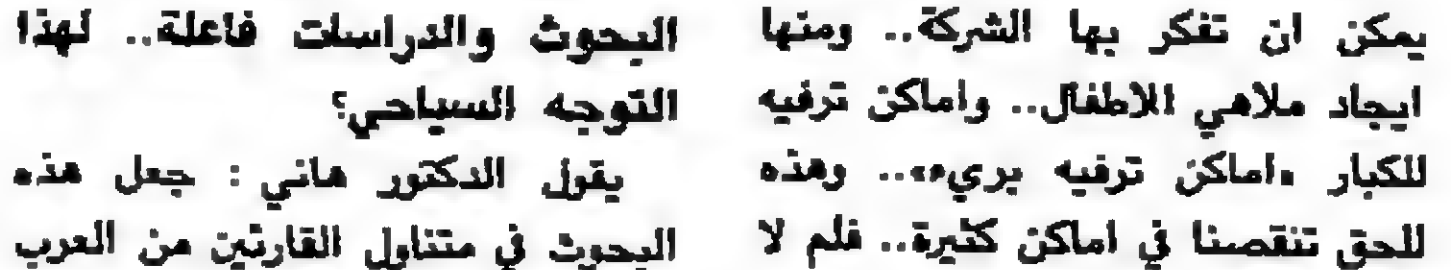 يمكن ان تفكر بها الشركة.. ومنها
ايجاد ملاهي الاطفال.. واماكن ترفيه
للكبار «اماكن ترفيه بريء».. وهذه
للحق تنقصنا في اماكن كثيرة.. فلم لا
البحوث والدراسات فاعلة.. لهذا
التوجه السياحي؟
يقول الدكتور هاني : جعل هذه
البحوث في متناول القارئين من العرب